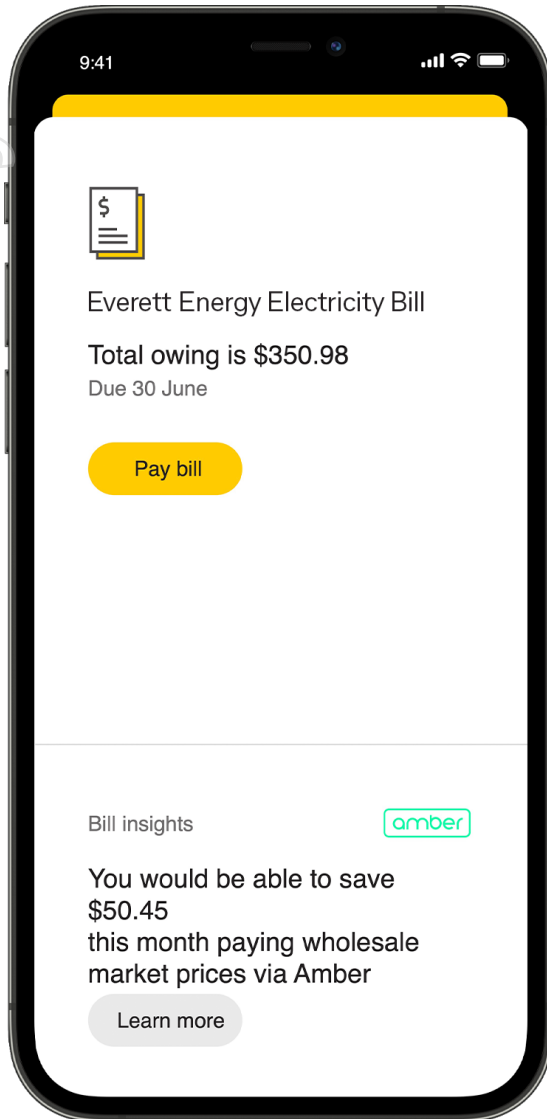 9:41
$
Everett Energy Electricity Bill
Total owing is $350.98
Due 30 June
Pay bill
Bill insights
amber
You would be able to save
$50.45
this month paying wholesale
market prices via Amber
Learn more